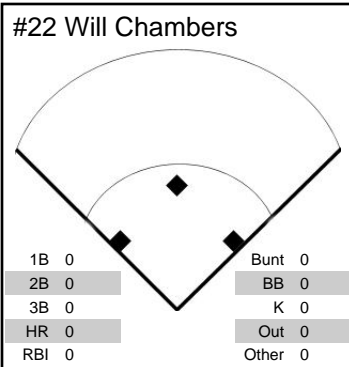 #22 Will Chambers
1B 0 Bunt 0
2B 0 BB 0
3B 0 K 0
HR 0 Out 0
RBI 0 Other 0